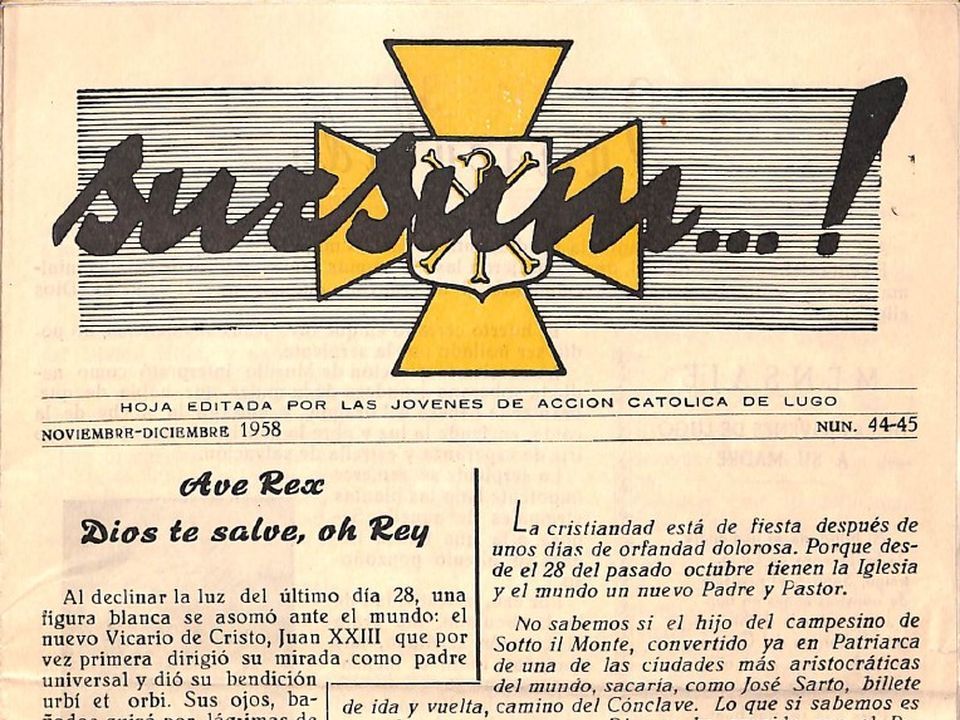 sursum...!
HOJA EDITADA POR LAS JOVENES DE ACCION CATOLICA DE LUGO
NOVIEMBRE-DICIEMBRE 1958
NUN. 44-45
Ave Rex
Dios te salve, oh Rey
Al declinar la luz del último día 28, una
figura blanca se asomó ante el mundo: el
nuevo Vicario de Cristo, Juan XXIII que por
vez primera dirigió su mirada como padre
universal y dió su bendición
urbí et orbi. Sus ojos, ba-
La cristiandad está de fiesta después de
unos dias de orfandad dolorosa. Porque des-
de el 28 del pasado octubre tienen la Iglesia
y el mundo un nuevo Padre y Pastor.
No sabemos si el hijo del campesino de
Sotto il Monte, convertido ya en Patriarca
de una de las ciudades más aristocráticas
del mundo, sacaría, como José Sarto, billete
de ida y vuelta, camino del Cónclave. Lo que si sabemos es